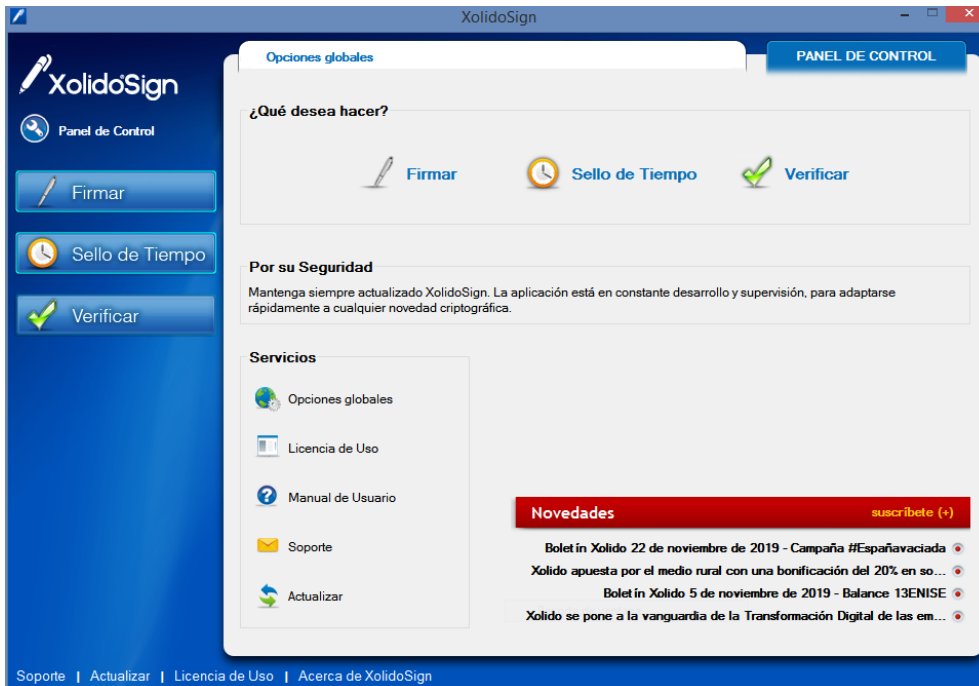 XolidoSign
XolidoSign
Panel de Control
Firmar
Sello de Tiempo
Verificar
Opciones globales
PANEL DE CONTROL
¿Qué desea hacer?
Firmar
Sello de Tiempo
Verificar
Por su Seguridad
Mantenga siempre actualizado XolidoSign. La aplicación está en constante desarrollo y supervisión, para adaptarse
rápidamente a cualquier novedad criptográfica.
Servicios
Opciones globales
Licencia de Uso
Manual de Usuario
Soporte
Actualizar
Novedades
suscríbete (+)
Boletín Xolido 22 de noviembre de 2019 - Campaña #Españavaciada
Xolido apuesta por el medio rural con una bonificación del 20% en so...
Boletín Xolido 5 de noviembre de 2019 - Balance 13ENISE
Xolido se pone a la vanguardia de la Transformación Digital de las em...
Soporte | Actualizar | Licencia de Uso | Acerca de XolidoSign